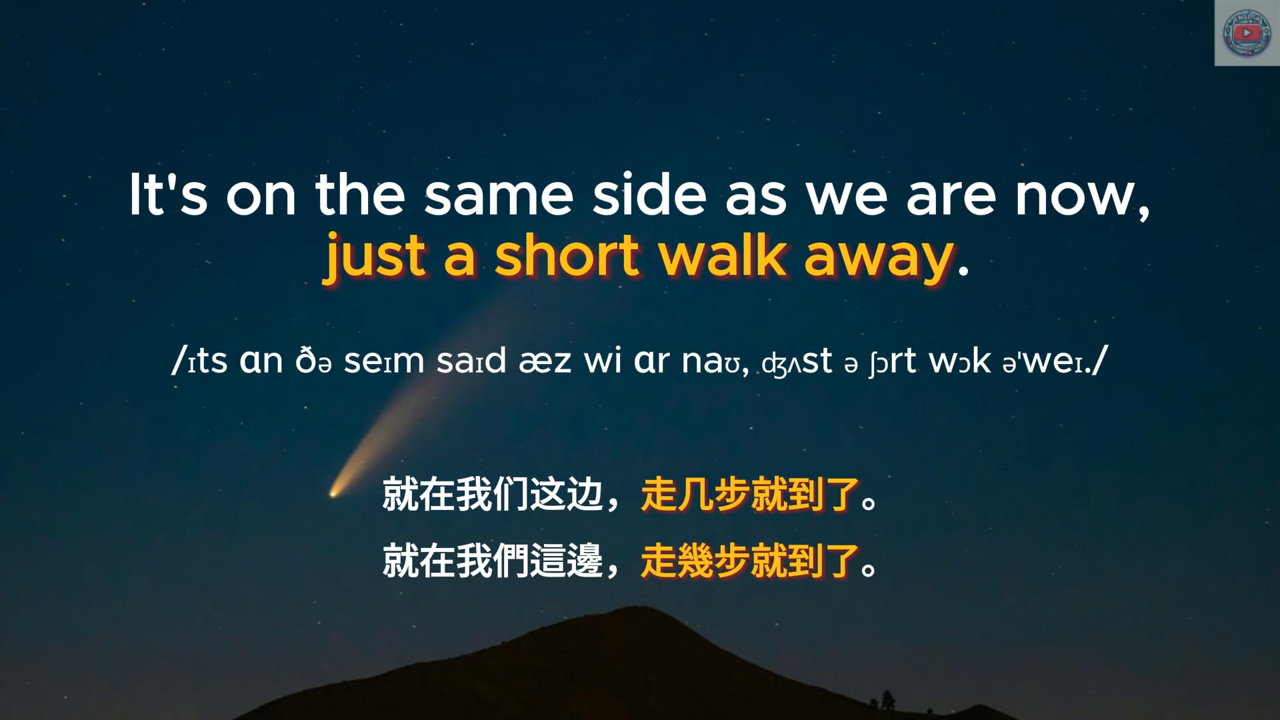 It's on the same side as we are now,
just a short walk away.
/ɪts ɑn ðə seɪm saɪd æz wi ɑr naʊ, ʤʌst ə ʃɔrt wɔk ə'weɪ./
就在我们这边，走几步就到了。
就在我們這邊，走幾步就到了。